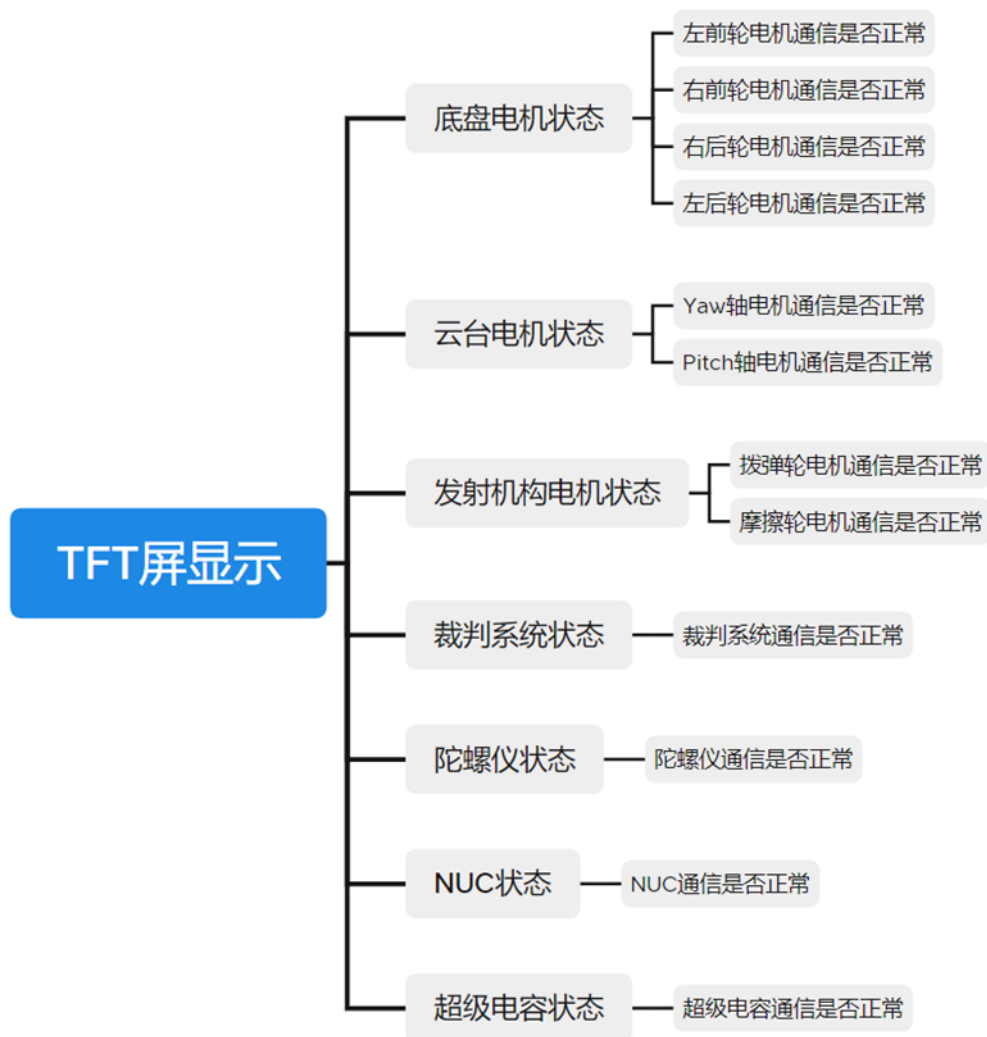 TFT屏显示
底盘电机状态
左前轮电机通信是否正常
右前轮电机通信是否正常
右后轮电机通信是否正常
左后轮电机通信是否正常
云台电机状态
Yaw轴电机通信是否正常
Pitch轴电机通信是否正常
发射机构电机状态
拨弹轮电机通信是否正常
摩擦轮电机通信是否正常
裁判系统状态
裁判系统通信是否正常
陀螺仪状态
陀螺仪通信是否正常
NUC状态
NUC通信是否正常
超级电容状态
超级电容通信是否正常